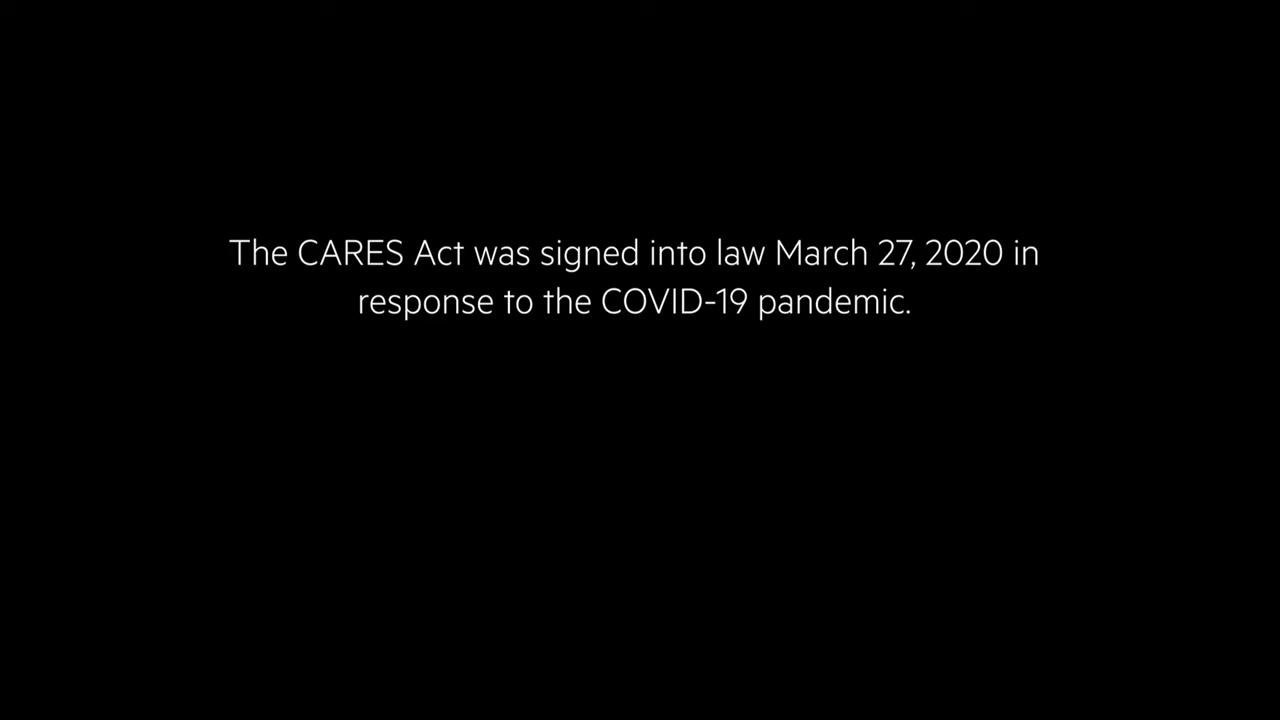 The CARES Act was signed into law March 27, 2020 in
response to the COVID-19 pandemic.